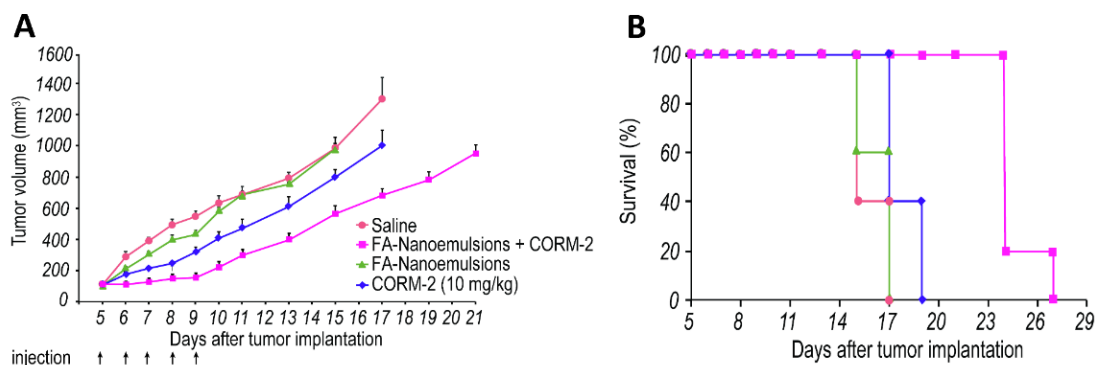 A
Tumor volume (mm³)
1600
1400
1200
1000
800
600
400
200
0
5 6 7 8 9 10 11 12 13 14 15 16 17 18 19 20 21
Days after tumor implantation
injection
Saline
FA-Nanoemulsions + CORM-2
FA-Nanoemulsions
CORM-2 (10 mg/kg)
B
Survival (%)
100
80
60
40
20
0
5 8 11 14 17 20 23 26 29
Days after tumor implantation